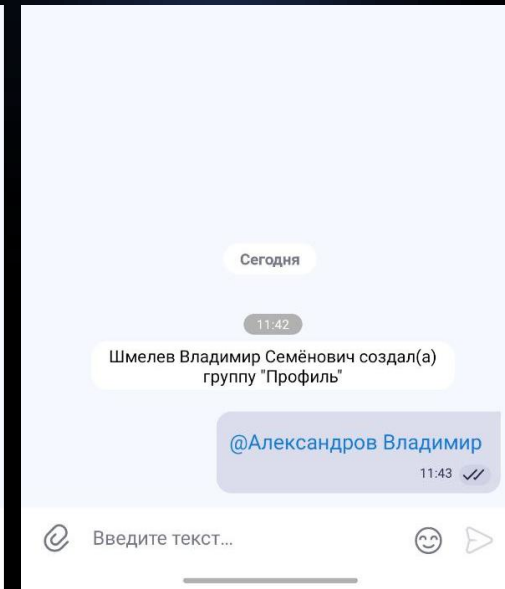 Сегодня
11:42
Шмелев Владимир Семёнович создал(а)
группу "Профиль"
@Александров Владимир
11:43
Введите текст...